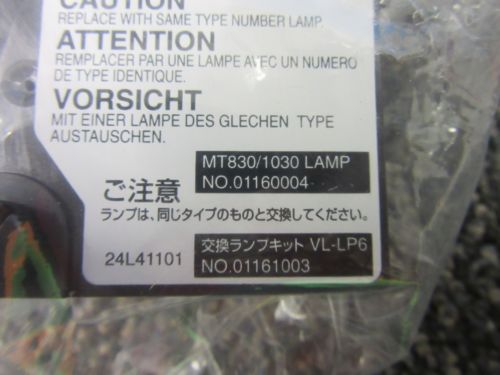 CAUTION
REPLACE WITH SAME TYPE NUMBER LAMP.
ATTENTION
REMPLACER PAR UNE LAMPE AVEC UN NUMERO
DE TYPE IDENTIQUE.
VORSICHT
MIT EINER LAMPE DES GLECHEN TYPE
AUSTAUSCHEN.
MT830/1030 LAMP
NO.01160004
ご注意
ランプは、同じタイプのものと交換してください。
24L41101
交換ランプキット VL-LP6
NO.01161003